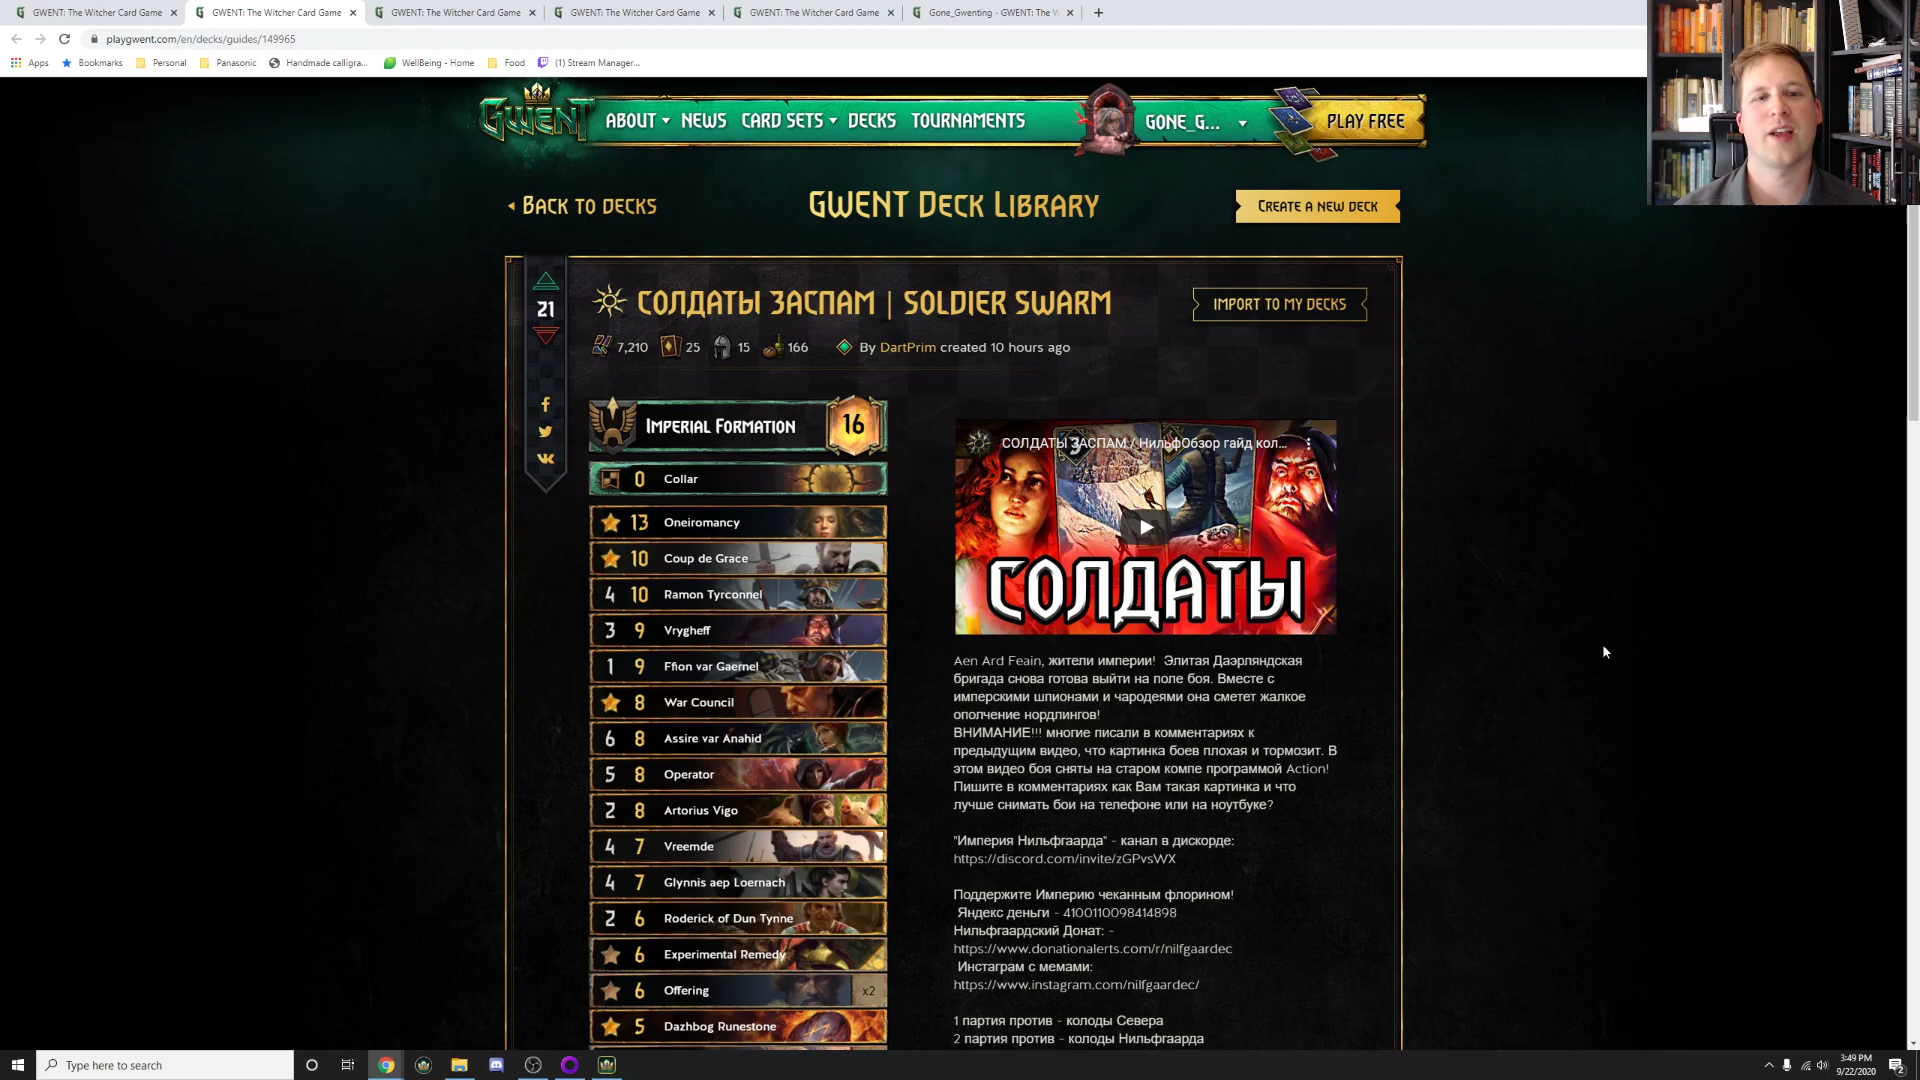 GWENT: The Witcher Card Game
GWENT: The Witcher Card Game
GWENT: The Witcher Card Game
GWENT: The Witcher Card Game
GWENT: The Witcher Card Game
Gone_Gwenting - GWENT: The W
playgwent.com/en/decks/guides/149965
Apps
Bookmarks
Personal
Panasonic
Handmade calligra...
WellBeing - Home
Food
(1) Stream Manager...
GWENT
ABOUT
NEWS
CARD SETS
DECKS
TOURNAMENTS
GONE_G...
PLAY FREE
BACK TO DECKS
GWENT DECK LIBRARY
CREATE A NEW DECK
21
СОЛДАТЫ ЗАСПАМ | SOLDIER SWARM
IMPORT TO MY DECKS
7,210
25
15
166
By DartPrim created 10 hours ago
IMPERIAL FORMATION
16
0 Collar
13 Oneiromancy
10 Coup de Grace
4 10 Ramon Tyrconnel
3 9 Vrygheff
1 9 Ffion var Gaernel
8 War Council
6 8 Assire var Anahid
5 8 Operator
2 8 Artorius Vigo
4 7 Vreemde
4 7 Glynnis aep Loernach
2 6 Roderick of Dun Tynne
6 Experimental Remedy
6 Offering x2
5 Dazhbog Runestone
СОЛДАТЫ ЗАСПАМ / НильфОбзор гайд кол...
3
СОЛДАТЫ
Aen Ard Feain, жители империи! Элитая Даэрляндская
бригада снова готова выйти на поле боя. Вместе с
имперскими шпионами и чародеями она сметет жалкое
ополчение нордлингов!
ВНИМАНИЕ!!! многие писали в комментариях к
предыдущим видео, что картинка боев плохая и тормозит. В
этом видео боя сняты на старом компе программой Action!
Пишите в комментариях как Вам такая картинка и что
лучше снимать бои на телефоне или на ноутбуке?
"Империя Нильфгаарда" - канал в дискорде:
https://discord.com/invite/zGPvsWX
Поддержите Империю чеканным флорином!
Яндекс деньги - 4100110098414898
Нильфгаардский Донат: -
https://www.donationalerts.com/r/nilfgaardec
Инстаграм с мемами:
https://www.instagram.com/nilfgaardec/
1 партия против - колоды Севера
2 партия против - колоды Нильфгаарда
Type here to search
3:49 PM
9/22/2020
2